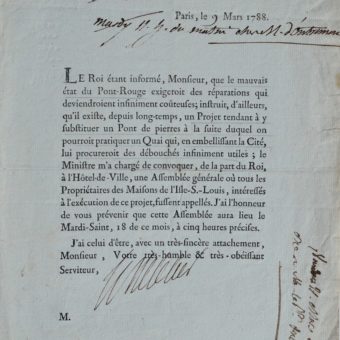 Paris, le 9 Mars 1788.
LE Roi étant informé, Monsieur, que le mauvais
état du Pont-Rouge exigeroit des réparations qui
deviendroient infiniment couteuses; instruit, d'ailleurs,
qu'il existe, depuis long-temps, un Projet tendant à y
substituer un Pont de pierres à la suite duquel on
pourroit pratiquer un Quai qui, en embellissant la Cité,
lui procureroit des débouchés infiniment utiles; le
Ministre m'a chargé de convoquer, de la part du Roi,
à l'Hôtel-de-Ville, une Assemblée générale où tous les
Propriétaires des Maisons de l'Isle-S.-Louis, intéressés
à l'exécution de ce projet, fussent appellés. J'ai l'honneur
de vous prévenir que cette Assemblée aura lieu le
Mardi-Saint, 18 de ce mois, à cinq heures précises.
J'ai celui d'être, avec un très-sincère attachement,
Monsieur, Votre très-humble & très-obéissant
Serviteur,
M.